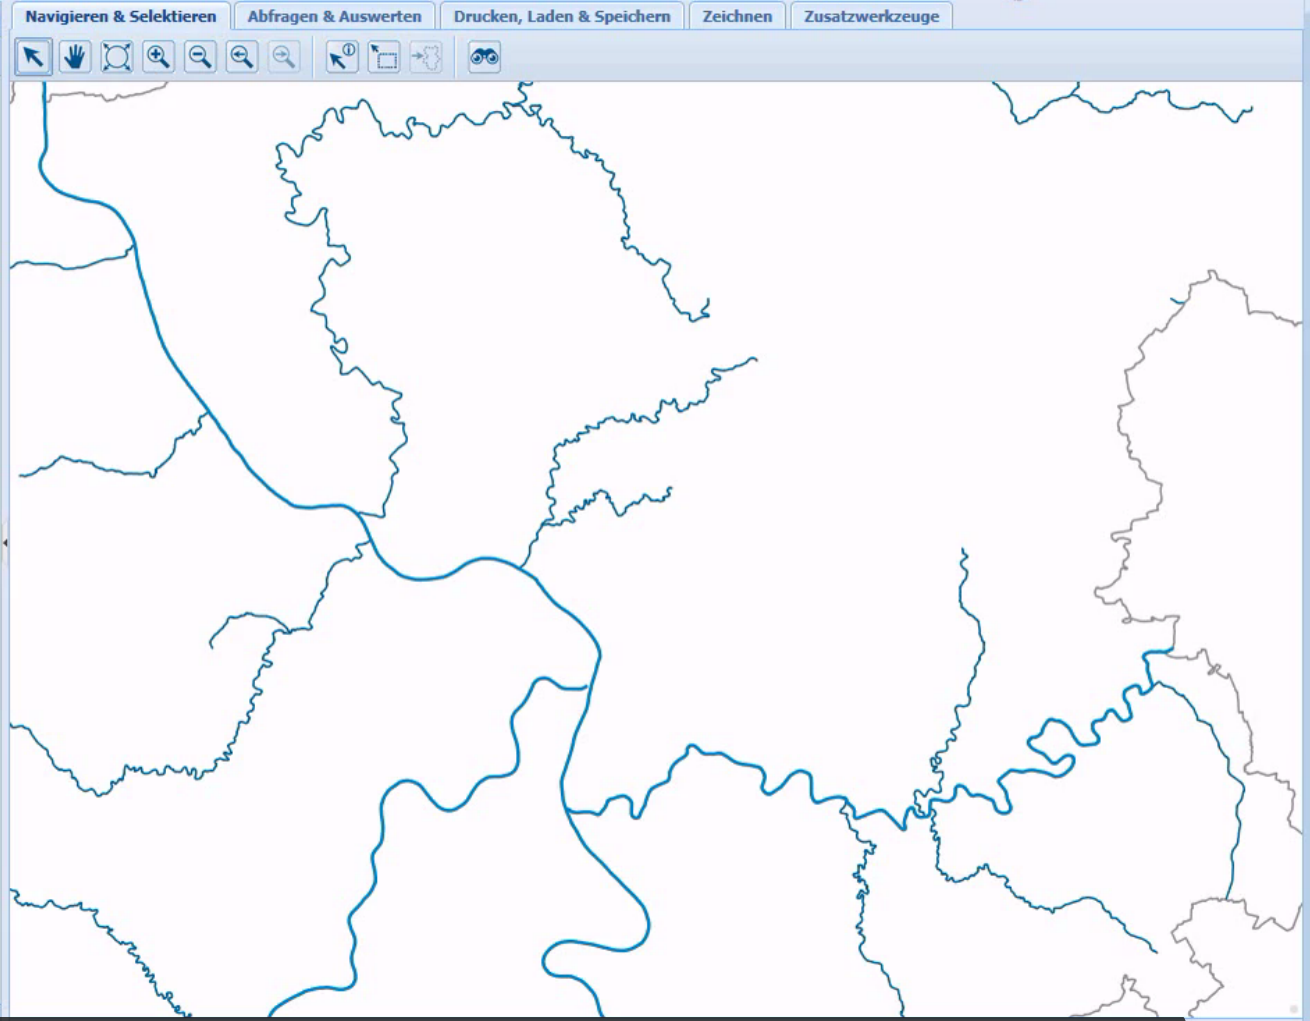 Navigieren & Selektieren
Abfragen & Auswerten
Drucken, Laden & Speichern
Zeichnen
Zusatzwerkzeuge